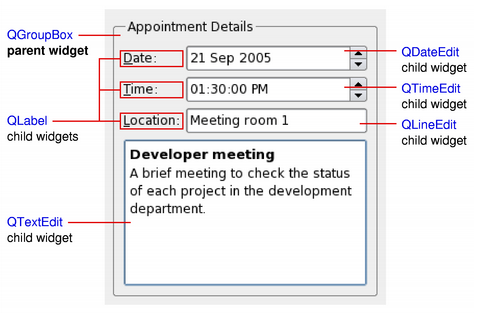 Appointment Details
QGroupBox
parent widget
Date:
21 Sep 2005
QDateEdit
child widget
Time:
01:30:00 PM
QTimeEdit
child widget
QLabel
child widgets
Location:
Meeting room 1
QLineEdit
child widget
Developer meeting
A brief meeting to check the status
of each project in the development
department.
QTextEdit
child widget